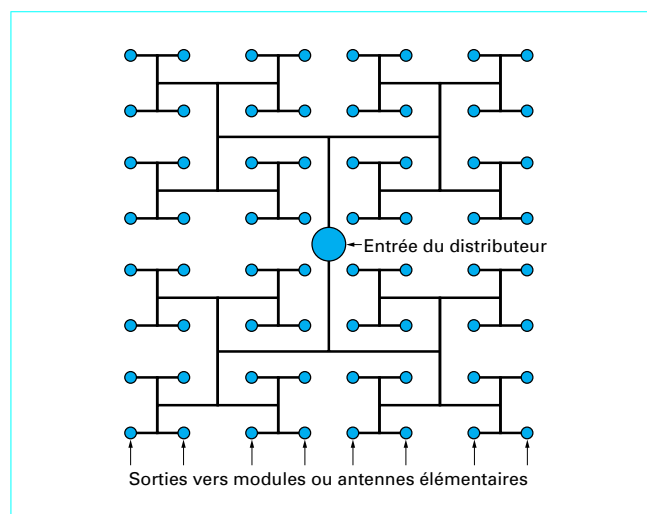 Entrée du distributeur
Sorties vers modules ou antennes élémentaires